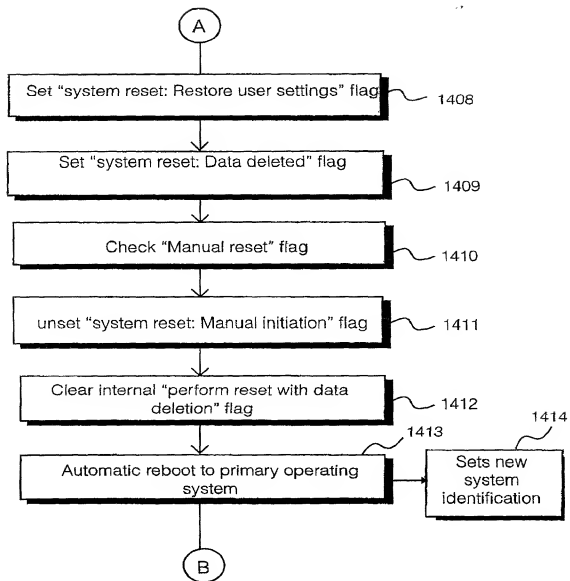 A
Set "system reset: Restore user settings" flag
1408
Set "system reset: Data deleted" flag
1409
Check "Manual reset" flag
1410
unset "system reset: Manual initiation" flag
1411
Clear internal "perform reset with data
deletion" flag
1412
1413
1414
Automatic reboot to primary operating
system
Sets new
system
identification
B